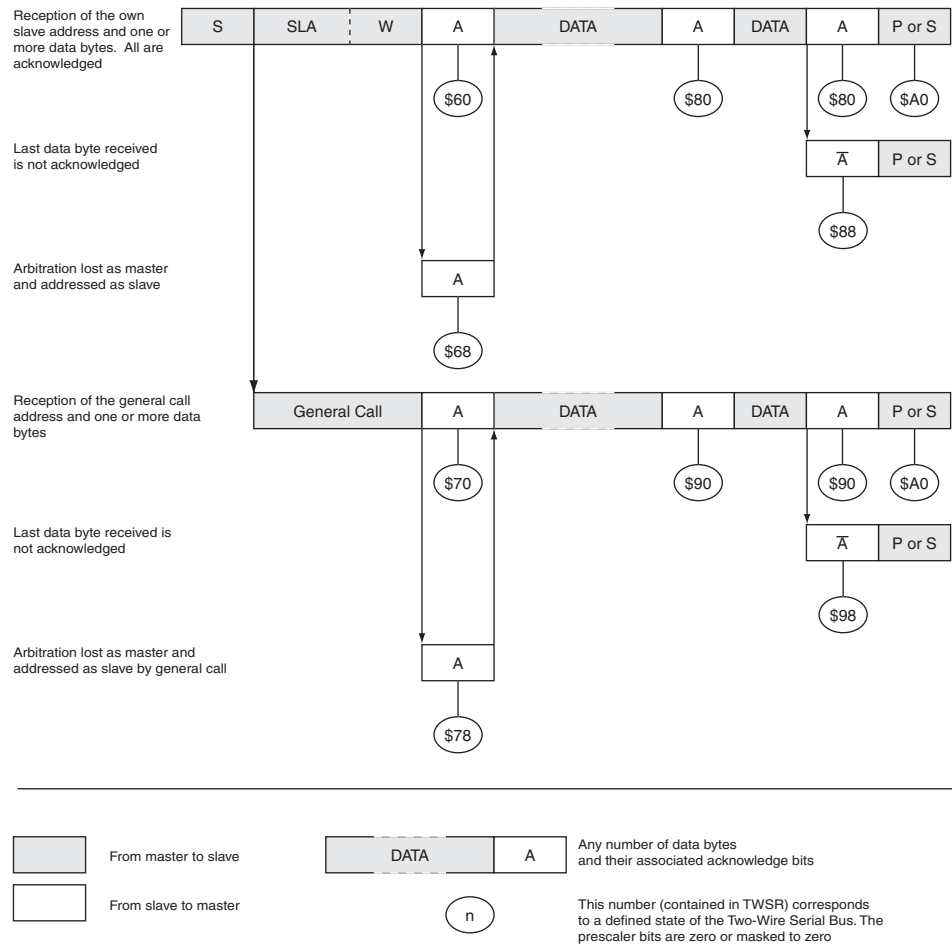 Reception of the own
slave address and one or
more data bytes. All are
acknowledged
S SLA W A DATA A DATA A P or S
$60 $80 $80 $A0
Last data byte received
is not acknowledged
A̅ P or S
$88
Arbitration lost as master
and addressed as slave
A
$68
Reception of the general call
address and one or more data
bytes
General Call A DATA A DATA A P or S
$70 $90 $90 $A0
Last data byte received is
not acknowledged
A̅ P or S
$98
Arbitration lost as master and
addressed as slave by general call
A
$78
From master to slave
DATA A
Any number of data bytes
and their associated acknowledge bits
From slave to master
n
This number (contained in TWSR) corresponds
to a defined state of the Two-Wire Serial Bus. The
prescaler bits are zero or masked to zero